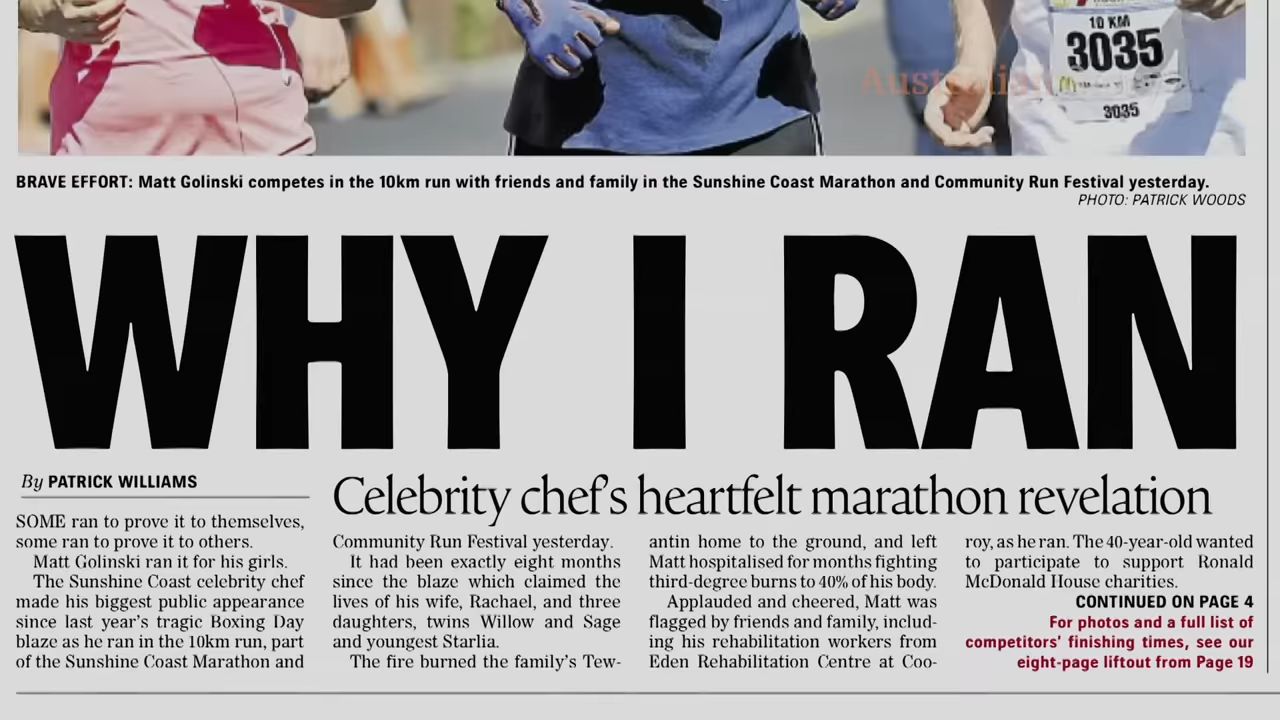 10 KM
3035
3035
Australian
BRAVE EFFORT: Matt Golinski competes in the 10km run with friends and family in the Sunshine Coast Marathon and Community Run Festival yesterday.
PHOTO: PATRICK WOODS
WHY I RAN
By PATRICK WILLIAMS
Celebrity chef's heartfelt marathon revelation
SOME ran to prove it to themselves,
some ran to prove it to others.
Matt Golinski ran it for his girls.
The Sunshine Coast celebrity chef
made his biggest public appearance
since last year's tragic Boxing Day
blaze as he ran in the 10km run, part
of the Sunshine Coast Marathon and
Community Run Festival yesterday.
It had been exactly eight months
since the blaze which claimed the
lives of his wife, Rachael, and three
daughters, twins Willow and Sage
and youngest Starlia.
The fire burned the family's Tew-
antin home to the ground, and left
Matt hospitalised for months fighting
third-degree burns to 40% of his body.
Applauded and cheered, Matt was
flagged by friends and family, includ-
ing his rehabilitation workers from
Eden Rehabilitation Centre at Coo-
roy, as he ran. The 40-year-old wanted
to participate to support Ronald
McDonald House charities.
CONTINUED ON PAGE 4
For photos and a full list of
competitors' finishing times, see our
eight-page liftout from Page 19